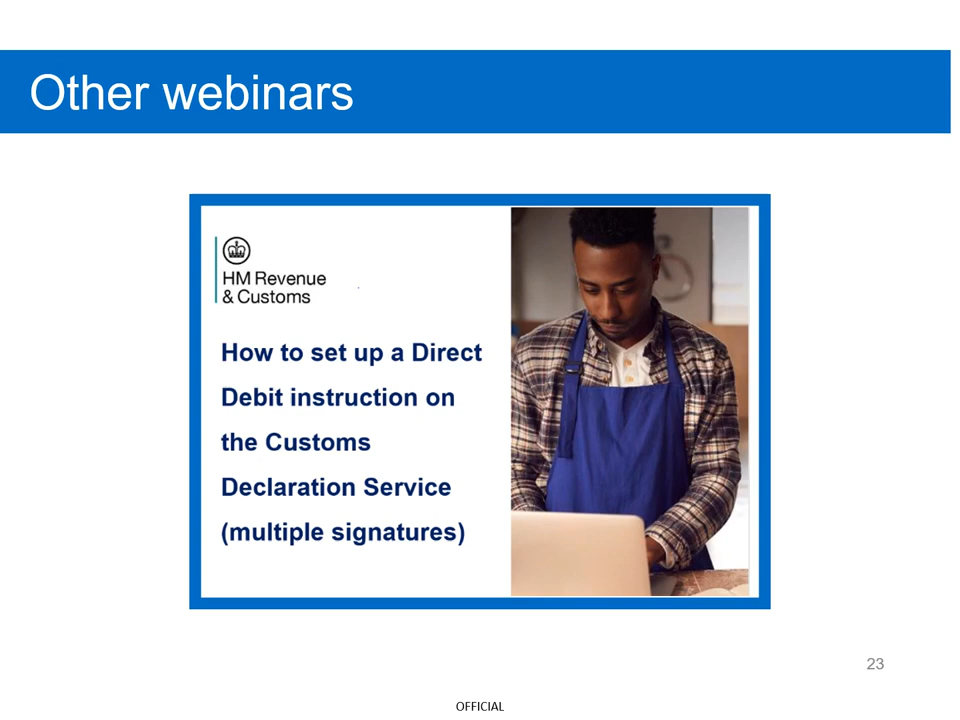 Other webinars
HM Revenue
& Customs
How to set up a Direct
Debit instruction on
the Customs
Declaration Service
(multiple signatures)
23
OFFICIAL